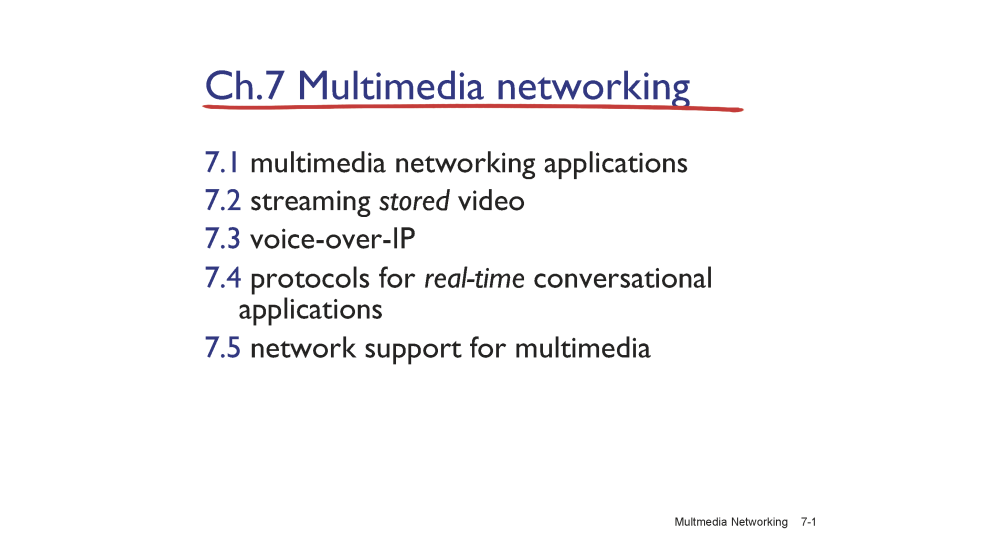 Ch.7 Multimedia networking
7.1 multimedia networking applications
7.2 streaming stored video
7.3 voice-over-IP
7.4 protocols for real-time conversational
applications
7.5 network support for multimedia
Multmedia Networking 7-1